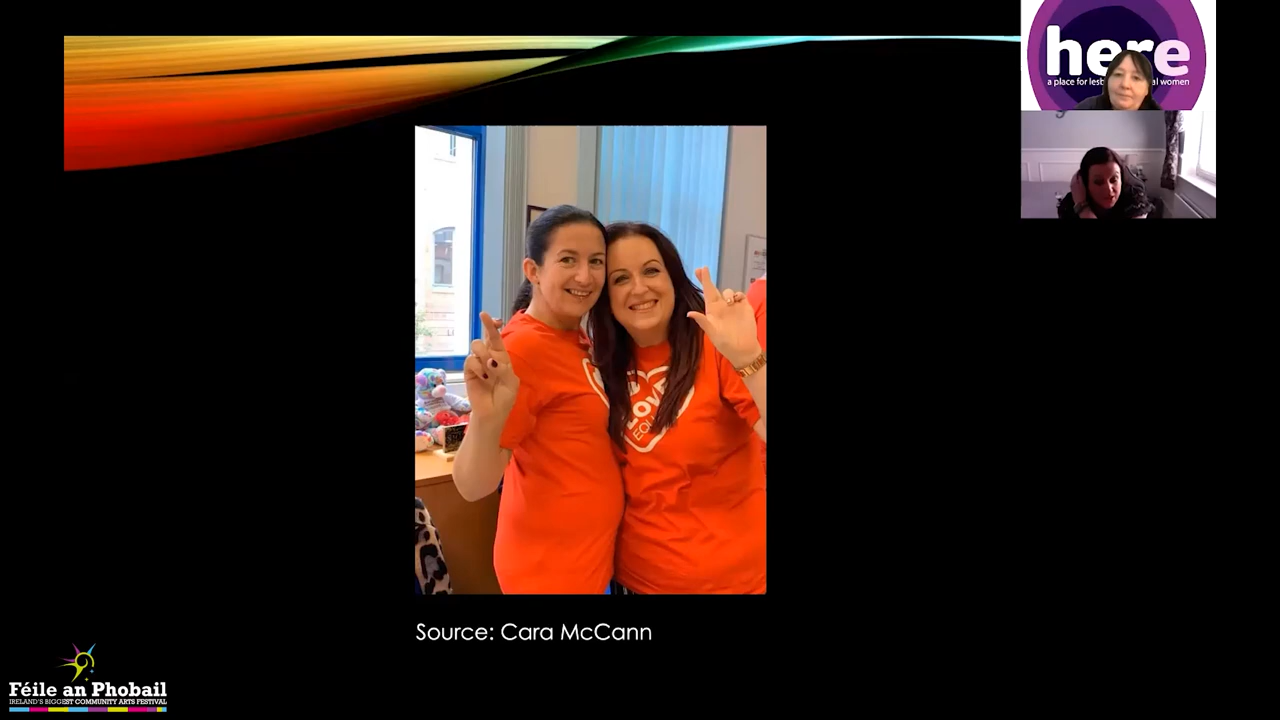 here
a place for lesb al women
LOVE
Source: Cara McCann
Féile an Phobail
IRELAND'S BIGGEST COMMUNITY ARTS FESTIVAL